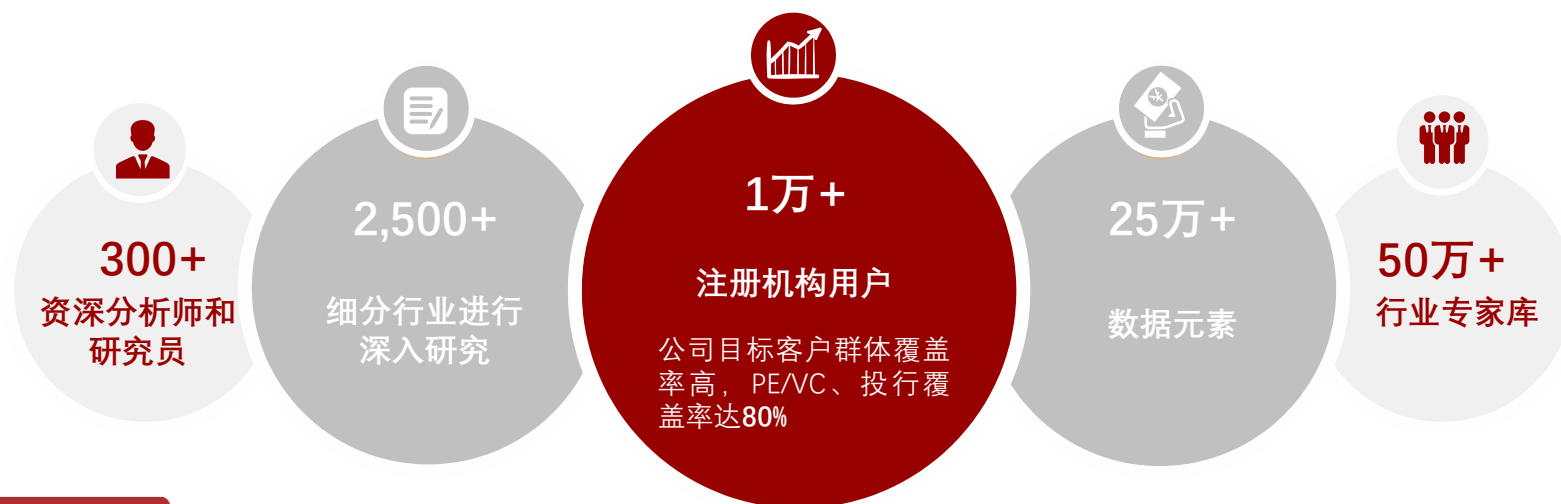 300+
资深分析师和
研究员
2,500+
细分行业进行
深入研究
1万+
注册机构用户
公司目标客户群体覆盖
率高，PE/VC、投行覆
盖率达80%
25万+
数据元素
50万+
行业专家库